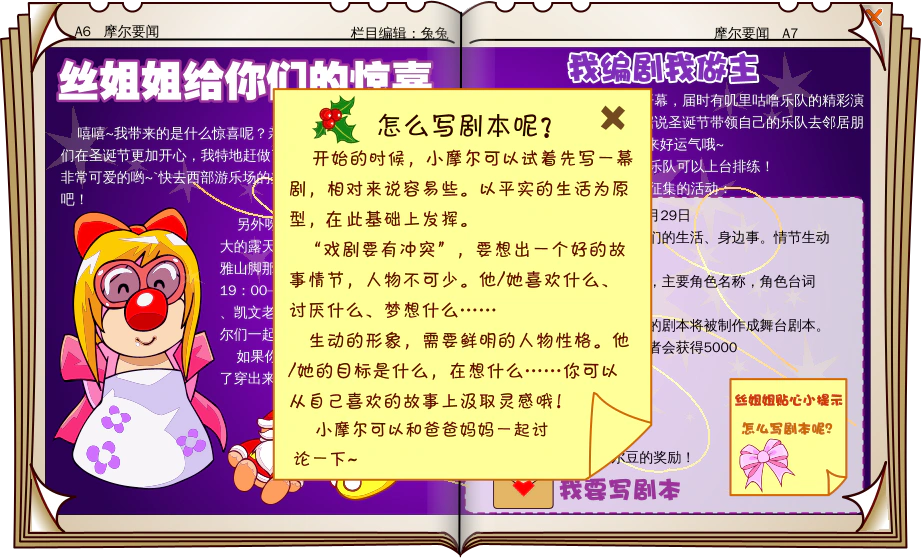 A6 摩尔要闻
栏目编辑：兔兔
摩尔要闻 A7
丝姐姐给你们的惊喜
嘻嘻~我带来的是什么惊喜呢？
们在圣诞节更加开心，我特地赶做
非常可爱的哟~`快去西部游乐场的
吧！
另外呀
大的露天
雅山脚那
19：00-
、凯文老
尔们一起
如果你
了穿出来
怎么写剧本呢？
开始的时候，小摩尔可以试着先写一幕
剧，相对来说容易些。以平实的生活为原
型，在此基础上发挥。
“戏剧要有冲突”，要想出一个好的故
事情节，人物不可少。他/她喜欢什么、
讨厌什么、梦想什么……
生动的形象，需要鲜明的人物性格。他
/她的目标是什么，在想什么……你可以
从自己喜欢的故事上汲取灵感哦！
小摩尔可以和爸爸妈妈一起讨
论一下~
我编剧我做主
幕，届时有叽里咕噜乐队的精彩演
说圣诞节带领自己的乐队去邻居朋
来好运气哦~
乐队可以上台排练！
征集的活动：
月29日
们的生活、身边事。情节生动
，主要角色名称，角色台词
的剧本将被制作成舞台剧本。
者会获得5000
尔豆的奖励！
我要写剧本
丝姐姐贴心小提示
怎么写剧本呢？